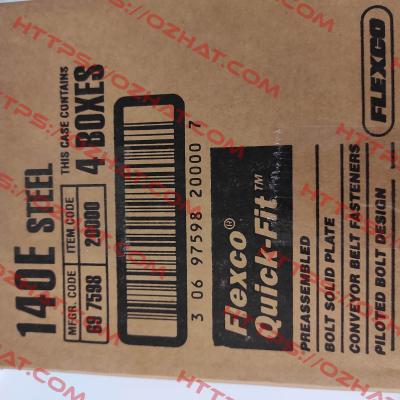 140E STEEL
THIS CASE CONTAINS
MFGR. CODE ITEM CODE
69 7598 20000
4 BOXES
3 06 97598 20000 7
Flexco®
Quick-Fit™
PREASSEMBLED
BOLT SOLID PLATE
CONVEYOR BELT FASTENERS
PILOTED BOLT DESIGN
FLEXCO
HTTPS://OZHAT.COM